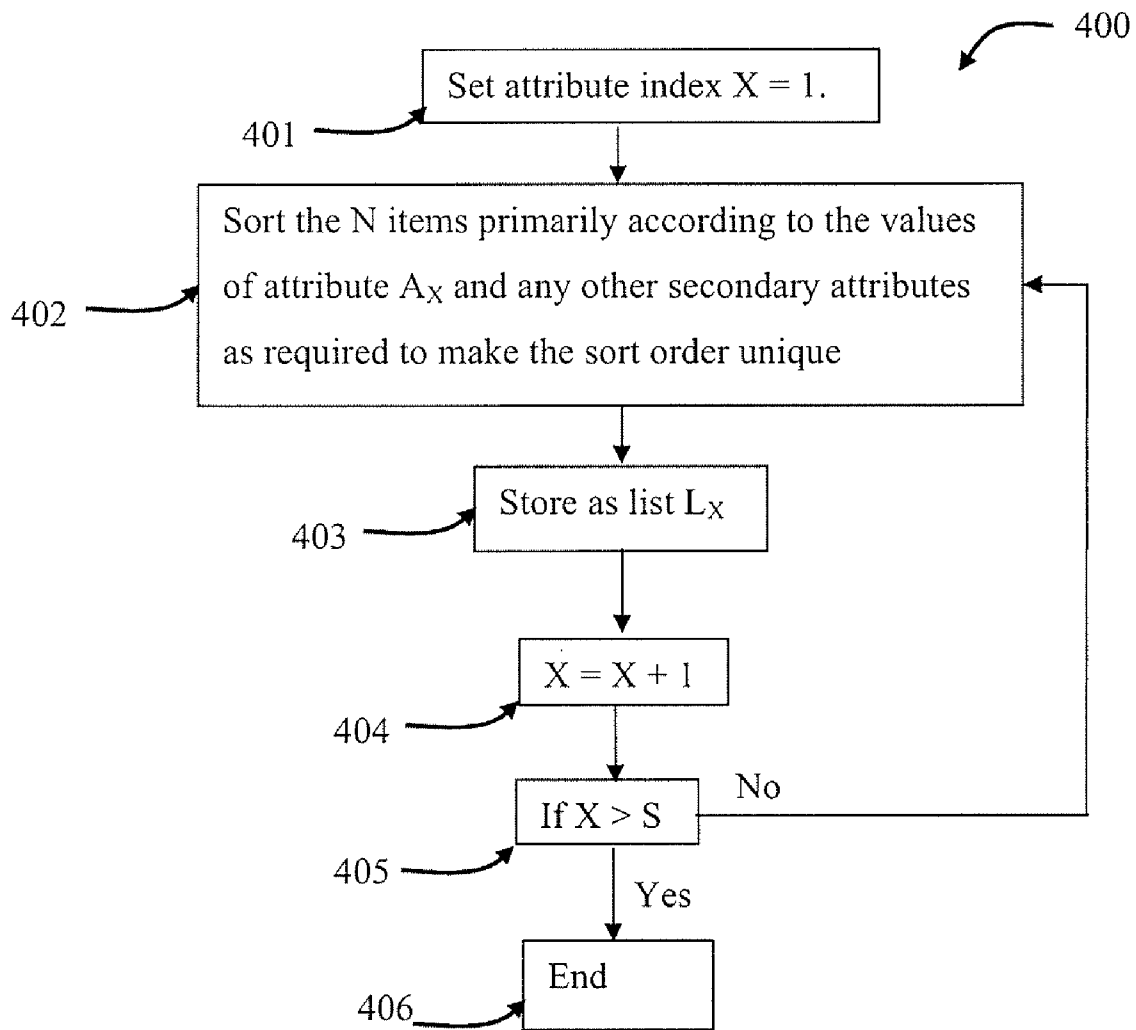 400
Set attribute index X = 1.
401
Sort the N items primarily according to the values
of attribute Aₓ and any other secondary attributes
as required to make the sort order unique
402
Store as list Lₓ
403
X = X + 1
404
If X > S
No
405
Yes
End
406